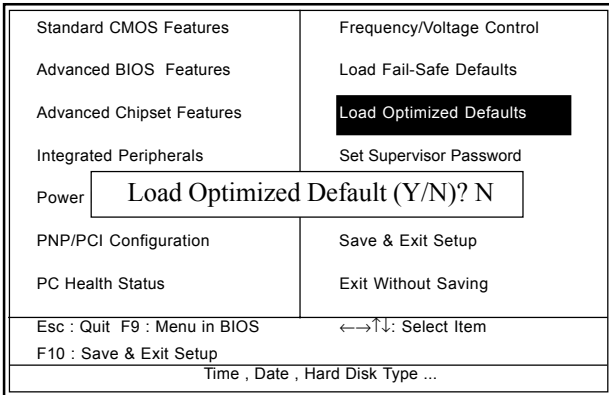 Standard CMOS Features
Frequency/Voltage Control
Advanced BIOS Features
Load Fail-Safe Defaults
Advanced Chipset Features
Load Optimized Defaults
Integrated Peripherals
Set Supervisor Password
Power
Load Optimized Default (Y/N)? N
PNP/PCI Configuration
Save & Exit Setup
PC Health Status
Exit Without Saving
Esc : Quit F9 : Menu in BIOS
←→↑↓: Select Item
F10 : Save & Exit Setup
Time , Date , Hard Disk Type ...